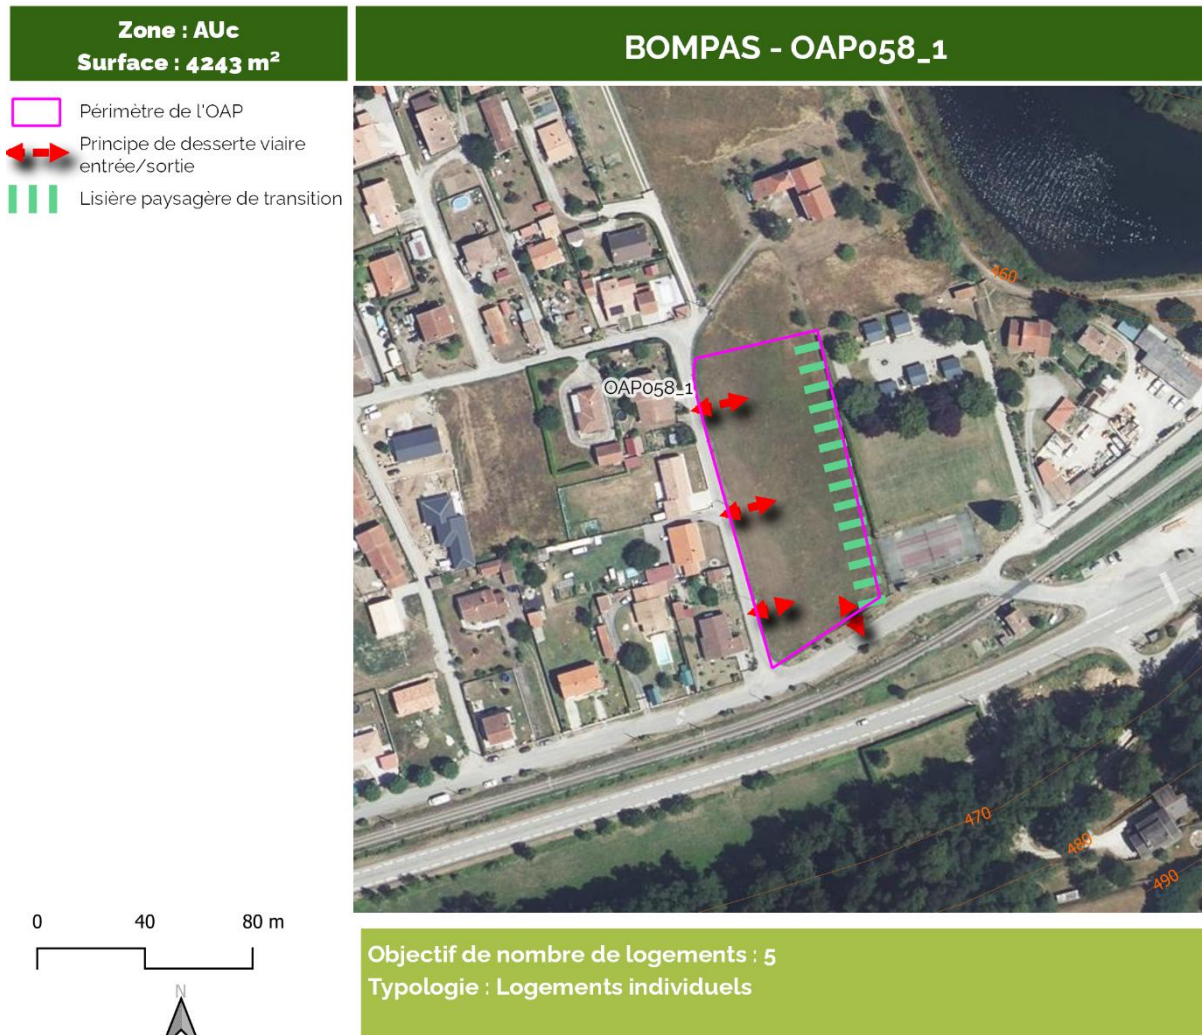 Zone : AUc
Surface : 4243 m²
BOMPAS - OAP058_1
Périmètre de l'OAP
Principe de desserte viaire
entrée/sortie
Lisière paysagère de transition
460
OAP058_1
470
480
490
0 40 80 m
N
Objectif de nombre de logements : 5
Typologie : Logements individuels